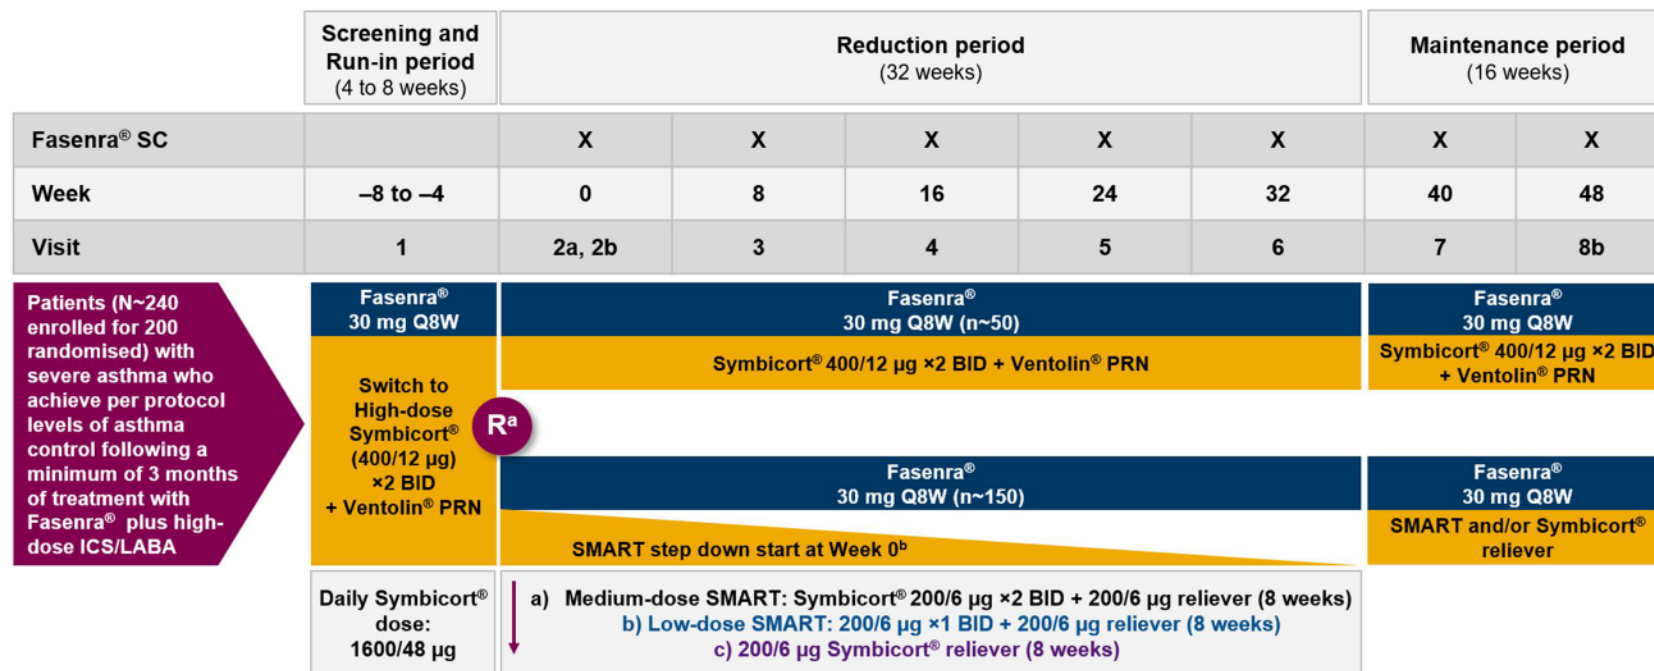 Screening and
Run-in period
(4 to 8 weeks)
Reduction period
(32 weeks)
Maintenance period
(16 weeks)
Fasenra® SC X X X X X X X
Week –8 to –4 0 8 16 24 32 40 48
Visit 1 2a, 2b 3 4 5 6 7 8b
Patients (N~240
enrolled for 200
randomised) with
severe asthma who
achieve per protocol
levels of asthma
control following a
minimum of 3 months
of treatment with
Fasenra® plus high-
dose ICS/LABA
Fasenra®
30 mg Q8W
Switch to
High-dose
Symbicort®
(400/12 µg)
×2 BID
+ Ventolin® PRN
Rᵃ
Fasenra®
30 mg Q8W (n~50)
Symbicort® 400/12 µg ×2 BID + Ventolin® PRN
Fasenra®
30 mg Q8W
Symbicort® 400/12 µg ×2 BID
+ Ventolin® PRN
Fasenra®
30 mg Q8W (n~150)
SMART step down start at Week 0ᵇ
Fasenra®
30 mg Q8W
SMART and/or Symbicort®
reliever
Daily Symbicort®
dose:
1600/48 µg
a) Medium-dose SMART: Symbicort® 200/6 µg ×2 BID + 200/6 µg reliever (8 weeks)
b) Low-dose SMART: 200/6 µg ×1 BID + 200/6 µg reliever (8 weeks)
c) 200/6 µg Symbicort® reliever (8 weeks)